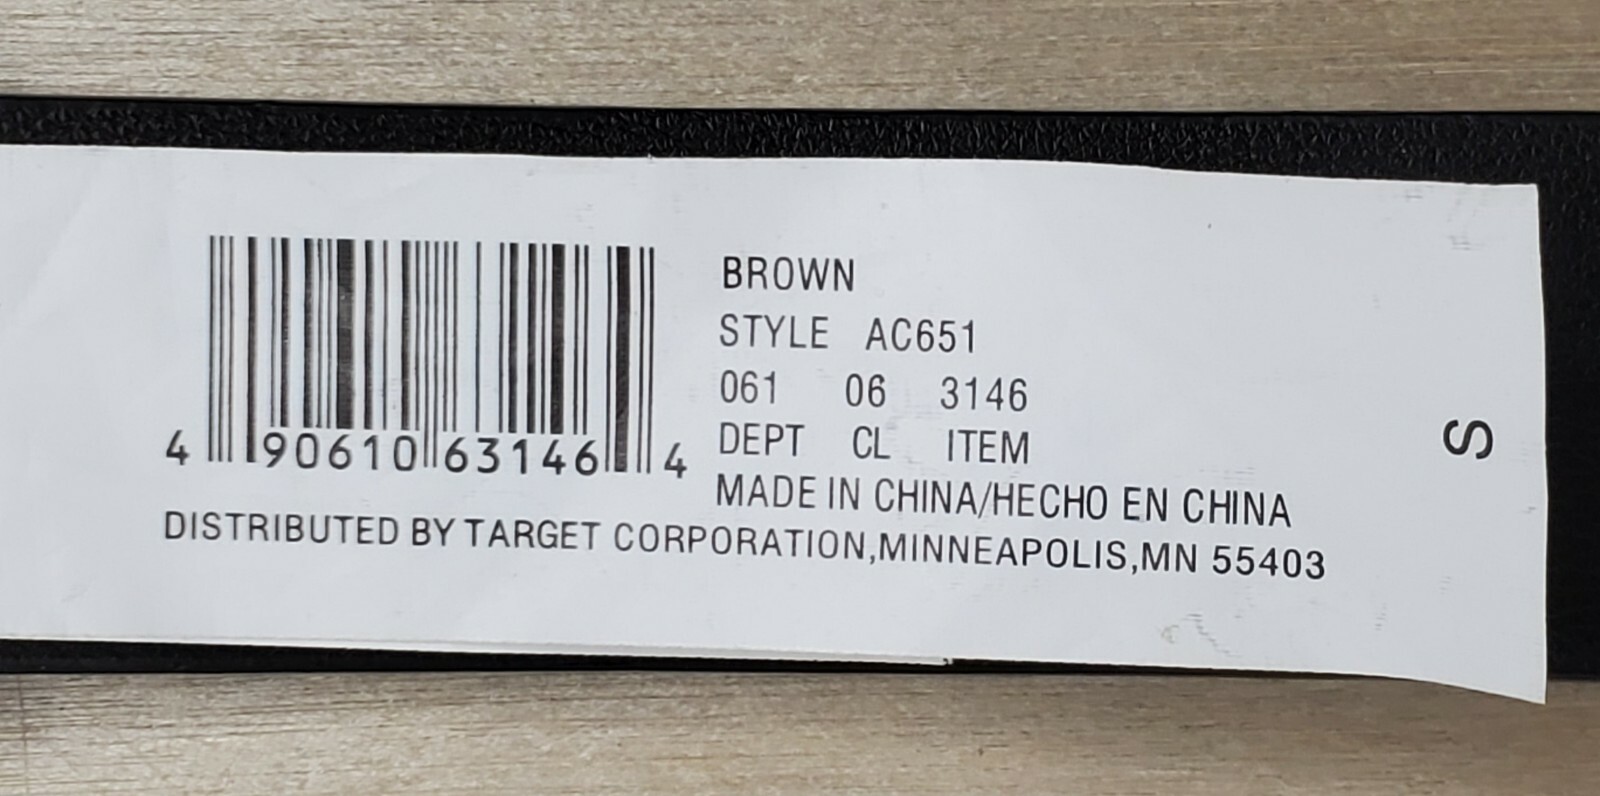 BROWN
STYLE AC651
061 06 3146
DEPT CL ITEM
4 90610 63146 4
MADE IN CHINA/HECHO EN CHINA
DISTRIBUTED BY TARGET CORPORATION,MINNEAPOLIS,MN 55403
S